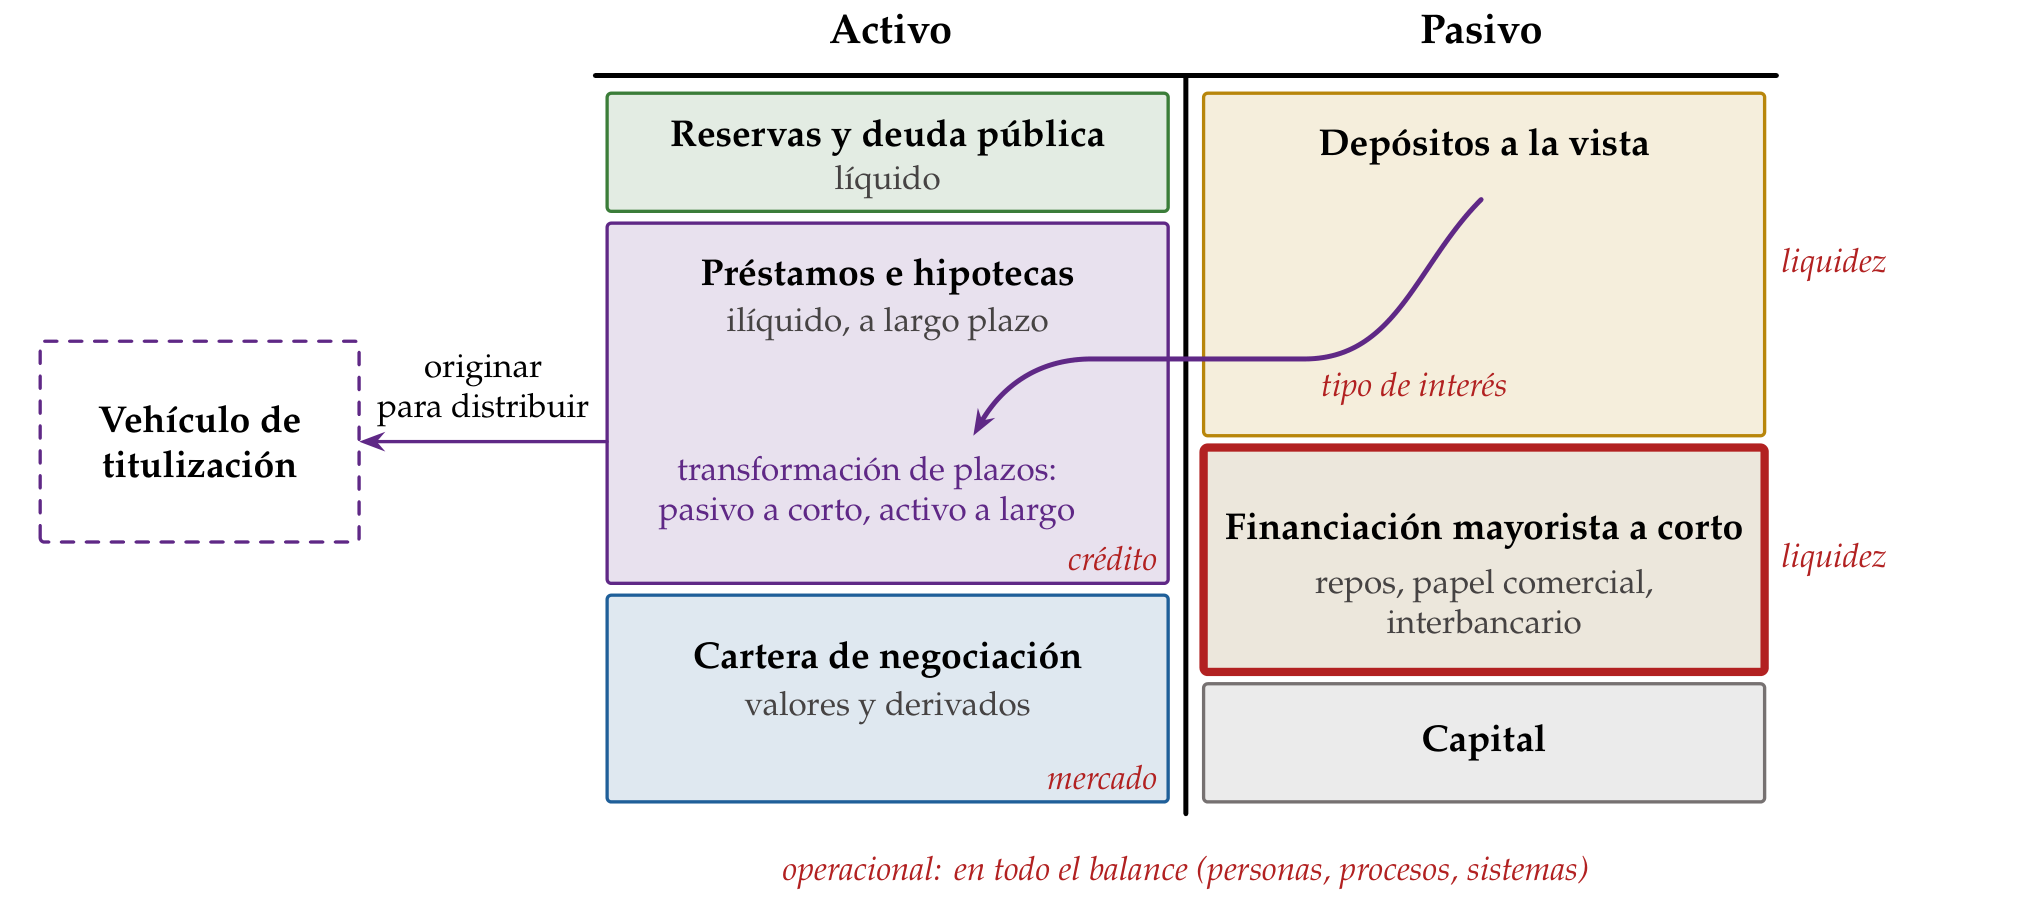 Activo
Pasivo
Reservas y deuda pública
líquido
Préstamos e hipotecas
ilíquido, a largo plazo
transformación de plazos:
pasivo a corto, activo a largo
crédito
Cartera de negociación
valores y derivados
mercado
Depósitos a la vista
tipo de interés
liquidez
Financiación mayorista a corto
repos, papel comercial,
interbancario
liquidez
Capital
originar
para distribuir
Vehículo de
titulización
operacional: en todo el balance (personas, procesos, sistemas)